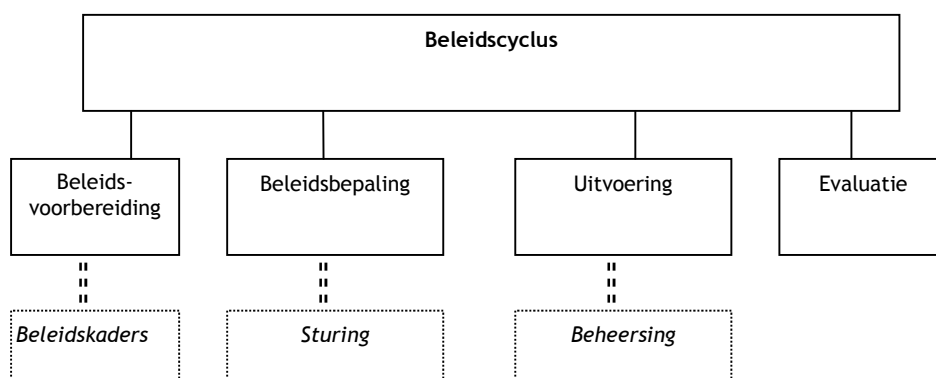 Beleidscyclus
Beleids-
voorbereiding
Beleidsbepaling
Uitvoering
Evaluatie
Beleidskaders
Sturing
Beheersing